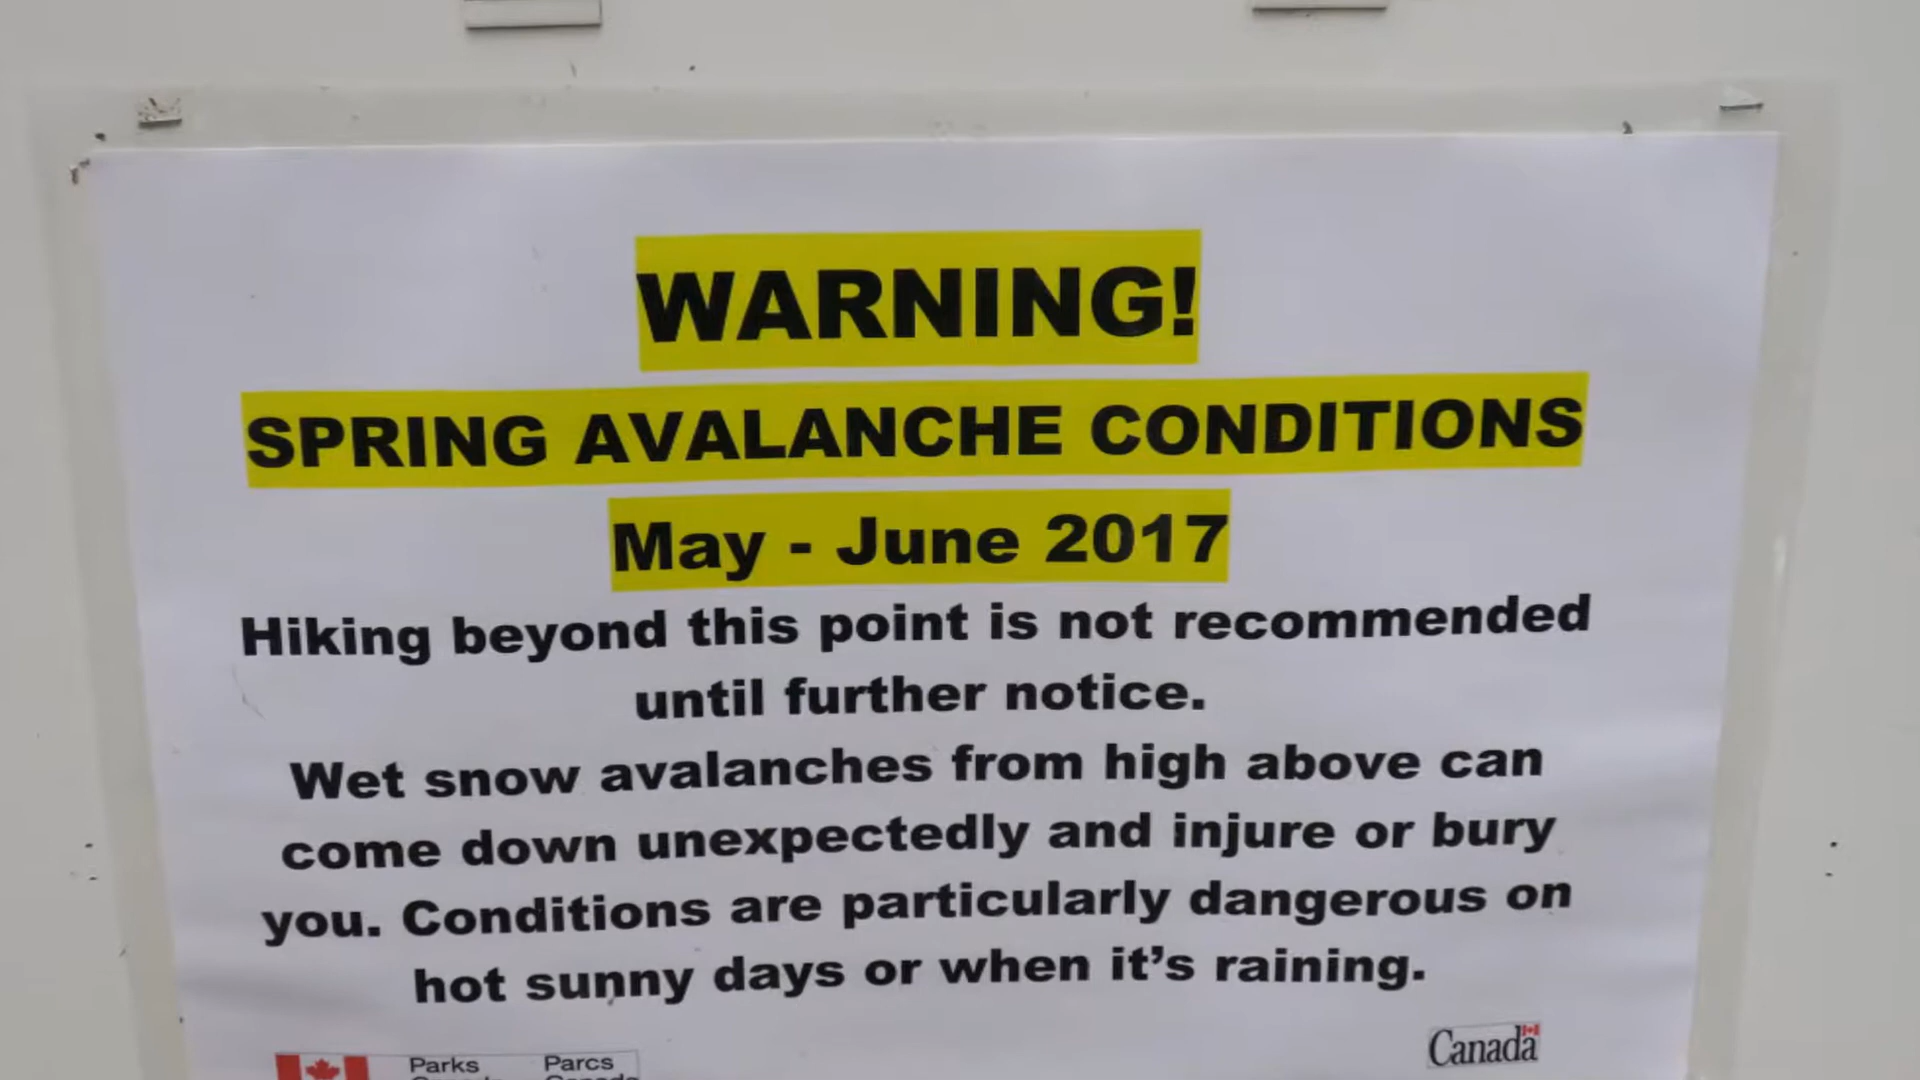 WARNING!
SPRING AVALANCHE CONDITIONS
May - June 2017
Hiking beyond this point is not recommended
until further notice.
Wet snow avalanches from high above can
come down unexpectedly and injure or bury
you. Conditions are particularly dangerous on
hot sunny days or when it's raining.
Parks Parcs
Canada Canada
Canada